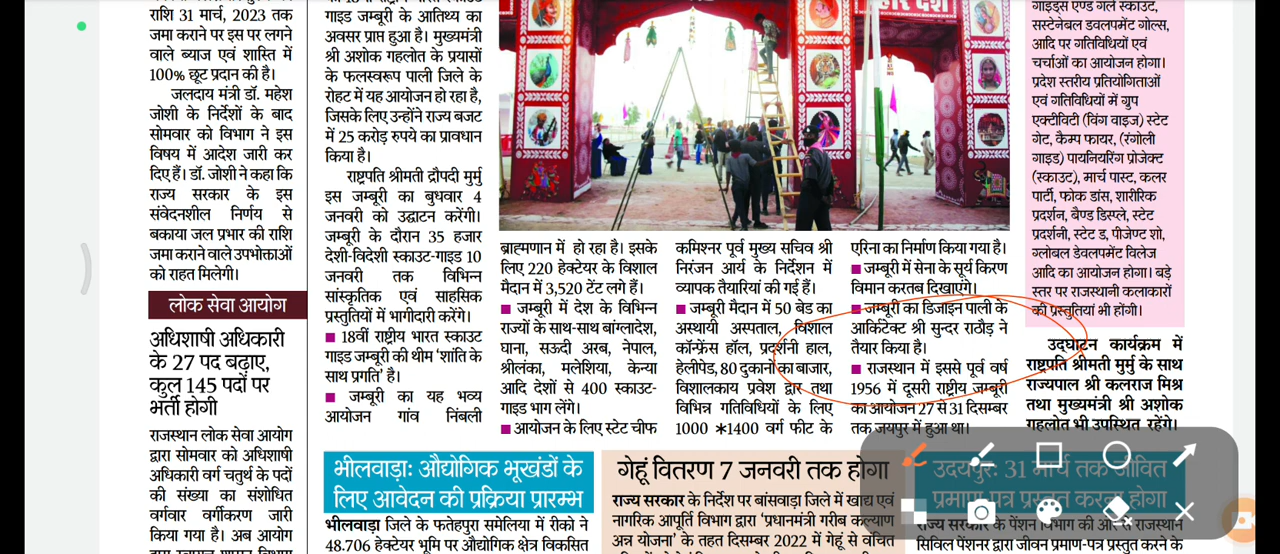 राशि 31 मार्च, 2023 तक
जमा कराने पर इस पर लगने
वाले ब्याज एवं शास्ति में
100% छूट प्रदान की है।
जलदाय मंत्री डॉ. महेश
जोशी के निर्देशों के बाद
सोमवार को विभाग ने इस
विषय में आदेश जारी कर
दिए हैं। डॉ. जोशी ने कहा कि
राज्य सरकार के इस
संवेदनशील निर्णय से
बकाया जल प्रभार की राशि
जमा कराने वाले उपभोक्ताओं
को राहत मिलेगी।
लोक सेवा आयोग
अधिशाषी अधिकारी
के 27 पद बढ़ाए,
कुल 145 पदों पर
भर्ती होगी
राजस्थान लोक सेवा आयोग
द्वारा सोमवार को अधिशाषी
अधिकारी वर्ग चतुर्थ के पदों
की संख्या का संशोधित
वर्गवार वर्गीकरण जारी
किया गया है। अब आयोग
गाइड जम्बूरी के आतिथ्य का
अवसर प्राप्त हुआ है। मुख्यमंत्री
श्री अशोक गहलोत के प्रयासों
के फलस्वरूप पाली जिले के
रोहट में यह आयोजन हो रहा है,
जिसके लिए उन्होंने राज्य बजट
में 25 करोड़ रुपये का प्रावधान
किया है।
राष्ट्रपति श्रीमती द्रौपदी मुर्मु
इस जम्बूरी का बुधवार 4
जनवरी को उद्घाटन करेंगी।
जम्बूरी के दौरान 35 हजार
देशी-विदेशी स्काउट-गाइड 10
जनवरी तक विभिन्न
सांस्कृतिक एवं साहसिक
प्रस्तुतियों में भागीदारी करेंगे।
■ 18वीं राष्ट्रीय भारत स्काउट
गाइड जम्बूरी की थीम 'शांति के
साथ प्रगति' है।
■ जम्बूरी का यह भव्य
आयोजन गांव निंबली
ब्राह्मणान में हो रहा है। इसके
लिए 220 हेक्टेयर के विशाल
मैदान में 3,520 टेंट लगे हैं।
■ जम्बूरी में देश के विभिन्न
राज्यों के साथ-साथ बांग्लादेश,
घाना, सऊदी अरब, नेपाल,
श्रीलंका, मलेशिया, केन्या
आदि देशों से 400 स्काउट-
गाइड भाग लेंगे।
■ आयोजन के लिए स्टेट चीफ
कमिश्नर पूर्व मुख्य सचिव श्री
निरंजन आर्य के निर्देशन में
व्यापक तैयारियां की गई हैं।
■ जम्बूरी मैदान में 50 बेड का
अस्थायी अस्पताल, विशाल
कॉन्फ्रेंस हॉल, प्रदर्शनी हाल,
हेलीपेड, 80 दुकानों का बाजार,
विशालकाय प्रवेश द्वार तथा
विभिन्न गतिविधियों के लिए
1000 *1400 वर्ग फीट के
एरिना का निर्माण किया गया है।
■ जम्बूरी में सेना के सूर्य किरण
विमान करतब दिखाएंगे।
■ जम्बूरी का डिजाइन पाली के
आर्किटेक्ट श्री सुन्दर राठौड़ ने
तैयार किया है।
■ राजस्थान में इससे पूर्व वर्ष
1956 में दूसरी राष्ट्रीय जम्बूरी
का आयोजन 27 से 31 दिसम्बर
तक जयपुर में हुआ था।
गाइड्स एण्ड गर्ल स्काउट,
सस्टेनेबल डवलपमेंट गोल्स,
आदि पर गतिविधियों एवं
चर्चाओं का आयोजन होगा।
प्रदेश स्तरीय प्रतियोगिताओं
एवं गतिविधियों में ग्रुप
एक्टीविटी (विंग वाइज) स्टेट
गेट, कैम्प फायर, (रंगोली
गाइड) पायनियरिंग प्रोजेक्ट
(स्काउट), मार्च पास्ट, कलर
पार्टी, फोक डांस, शारीरिक
प्रदर्शन, बैण्ड डिस्प्ले, स्टेट
प्रदर्शनी, स्टेट ड, पीजेण्ट शो,
ग्लोबल डेवलपमेंट विलेज
आदि का आयोजन होगा। बड़े
स्तर पर राजस्थानी कलाकारों
की प्रस्तुतियां भी होंगी।
उद्घाटन कार्यक्रम में
राष्ट्रपति श्रीमती मुर्मु के साथ
राज्यपाल श्री कलराज मिश्र
तथा मुख्यमंत्री श्री अशोक
गहलोत भी उपस्थित रहेंगे।
भीलवाड़ा: औद्योगिक भूखंडों के
लिए आवेदन की प्रक्रिया प्रारम्भ
भीलवाड़ा जिले के फतेहपुरा समेलिया में रीको ने
48.706 हेक्टेयर भूमि पर औद्योगिक क्षेत्र विकसित
गेहूं वितरण 7 जनवरी तक होगा
राज्य सरकार के निर्देश पर बांसवाड़ा जिले में खाद्य एवं
नागरिक आपूर्ति विभाग द्वारा 'प्रधानमंत्री गरीब कल्याण
अन्न योजना' के तहत दिसम्बर 2022 में गेहूं से वंचित
उदयपुर: 31 मार्च तक जीवित
प्रमाण-पत्र प्रस्तुत करना होगा
राज्य सरकार के पेंशन विभाग की ओर राजस्थान
सिविल पेंशनर द्वारा जीवन प्रमाण-पत्र प्रस्तुत करने के